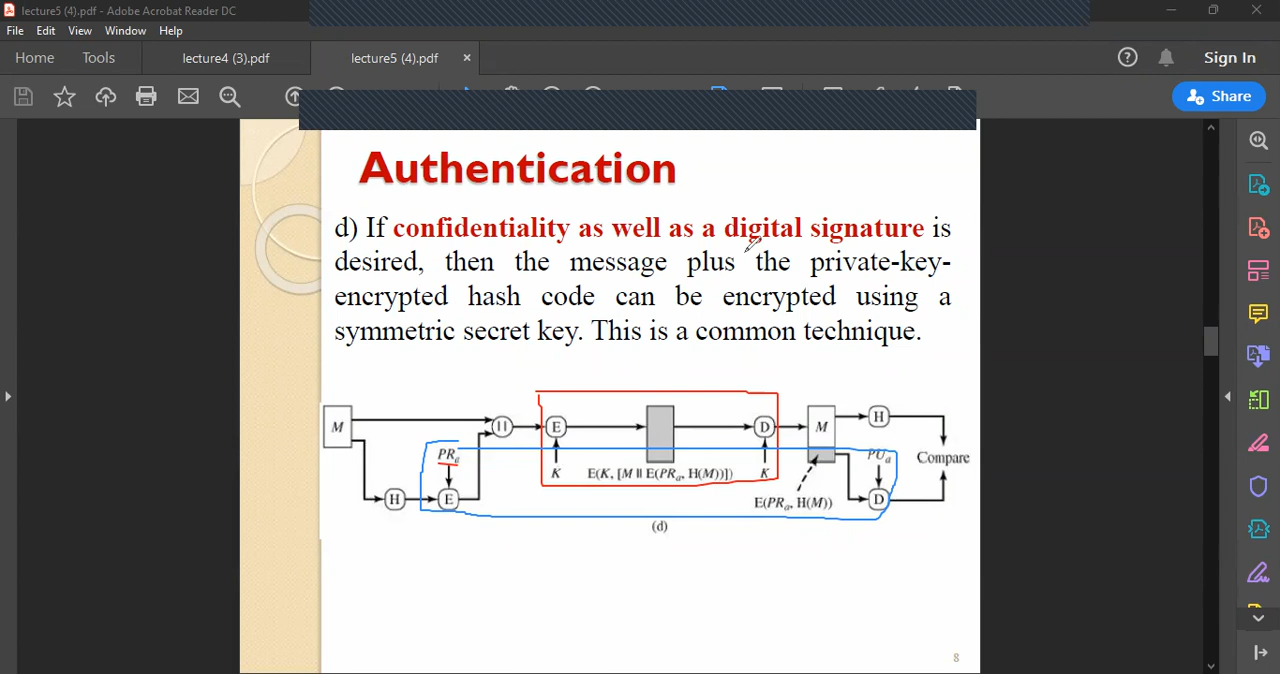 lecture5 (4).pdf - Adobe Acrobat Reader DC
File Edit View Window Help
Home Tools lecture4 (3).pdf lecture5 (4).pdf × Sign In
Share
Authentication
d) If confidentiality as well as a digital signature is
desired, then the message plus the private-key-
encrypted hash code can be encrypted using a
symmetric secret key. This is a common technique.
M || E D M H
PRₐ PUₐ Compare
K E(K, [M || E(PRₐ, H(M))]) K
H E E(PRₐ, H(M)) D
(d)
8